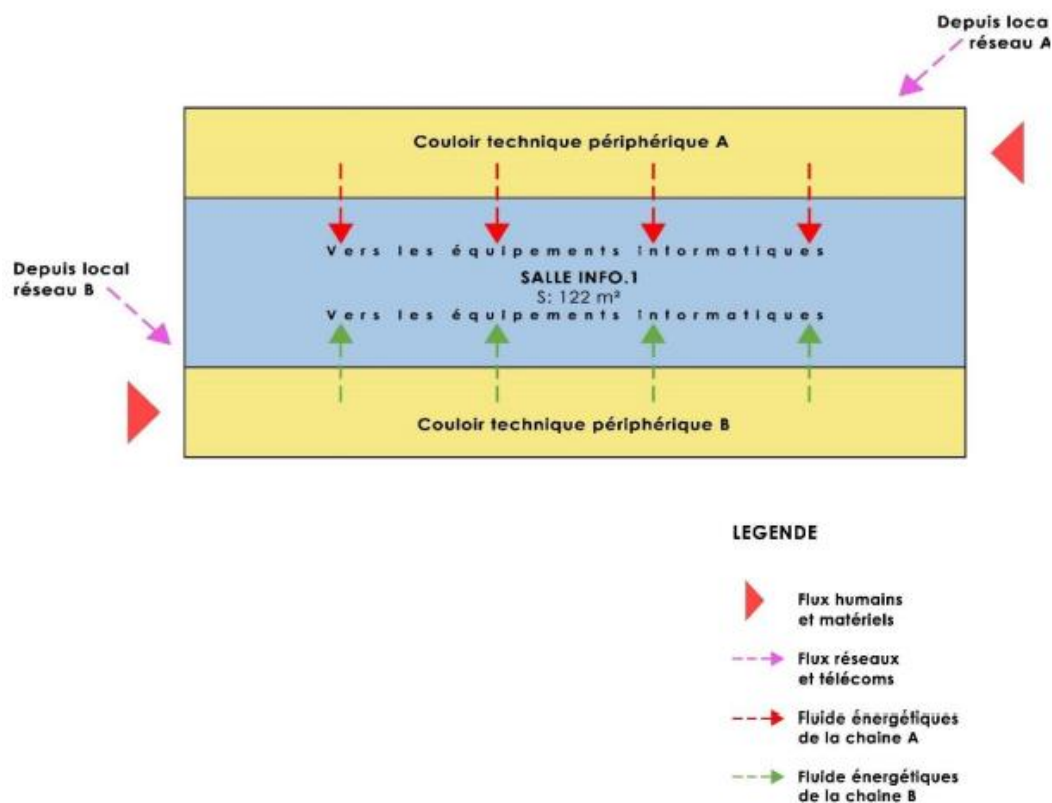 Depuis loca
réseau A
Couloir technique périphérique A
Vers les équipements informatiques
Depuis local
réseau B
SALLE INFO.1
S: 122 m²
Vers les équipements informatiques
Couloir technique périphérique B
LEGENDE
Flux humains
et matériels
Flux réseaux
et télécoms
Fluide énergétiques
de la chaine A
Fluide énergétiques
de la chaine B